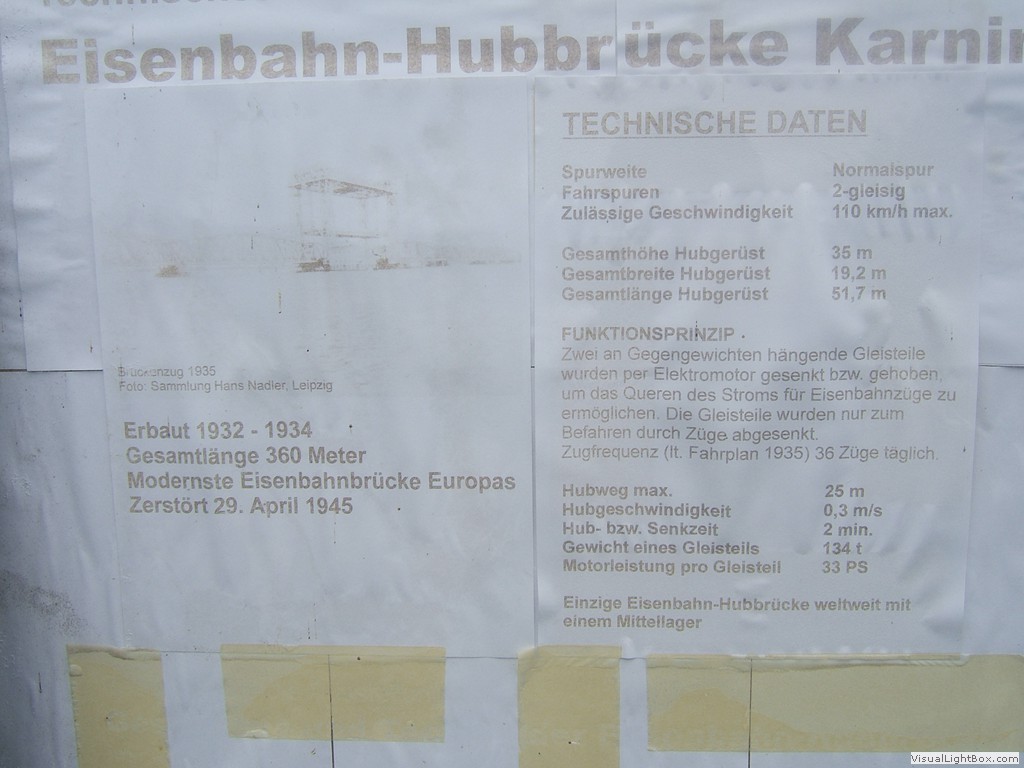 Eisenbahn-Hubbrücke Karnin
Brückenzug 1935
Foto: Sammlung Hans Nadler, Leipzig
Erbaut 1932 - 1934
Gesamtlänge 360 Meter
Modernste Eisenbahnbrücke Europas
Zerstört 29. April 1945
TECHNISCHE DATEN
Spurweite Normalspur
Fahrspuren 2-gleisig
Zulässige Geschwindigkeit 110 km/h max.
Gesamthöhe Hubgerüst 35 m
Gesamtbreite Hubgerüst 19,2 m
Gesamtlänge Hubgerüst 51,7 m
FUNKTIONSPRINZIP
Zwei an Gegengewichten hängende Gleisteile
wurden per Elektromotor gesenkt bzw. gehoben,
um das Queren des Stroms für Eisenbahnzüge zu
ermöglichen. Die Gleisteile wurden nur zum
Befahren durch Züge abgesenkt.
Zugfrequenz (lt. Fahrplan 1935) 36 Züge täglich.
Hubweg max. 25 m
Hubgeschwindigkeit 0,3 m/s
Hub- bzw. Senkzeit 2 min.
Gewicht eines Gleisteils 134 t
Motorleistung pro Gleisteil 33 PS
Einzige Eisenbahn-Hubbrücke weltweit mit
einem Mittellager
VisualLightBox.com